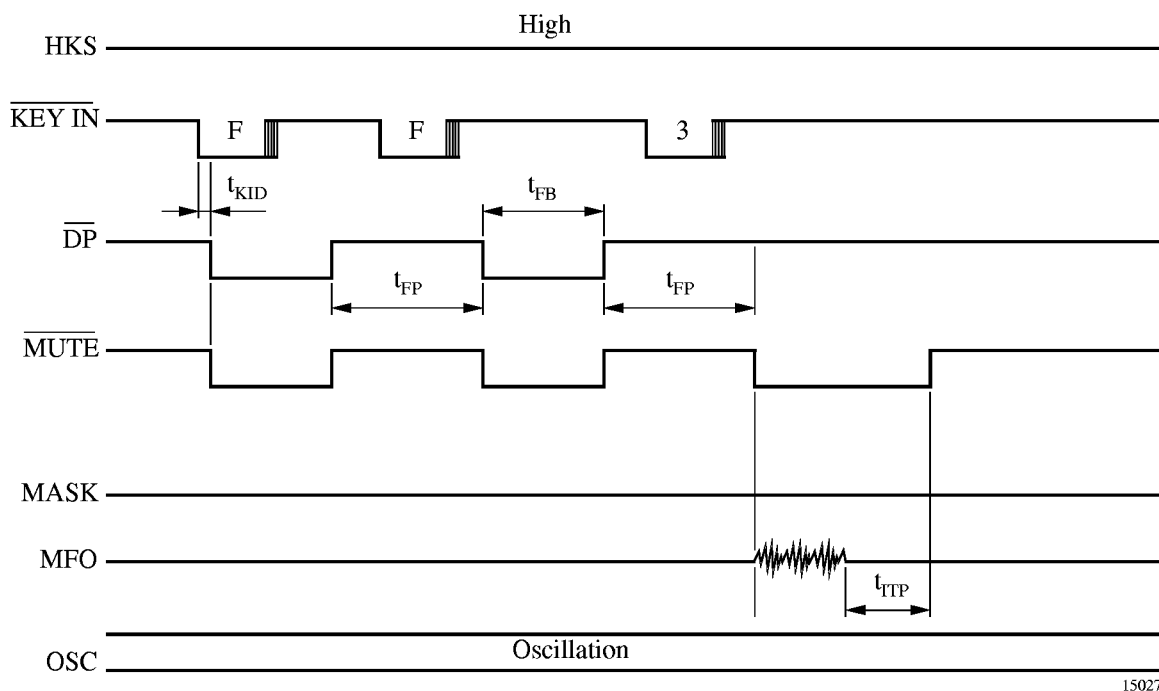 High
HKS
KEY IN
F F 3
tKID tFB
DP
tFP tFP
MUTE
MASK
MFO
tITP
Oscillation
OSC
15027